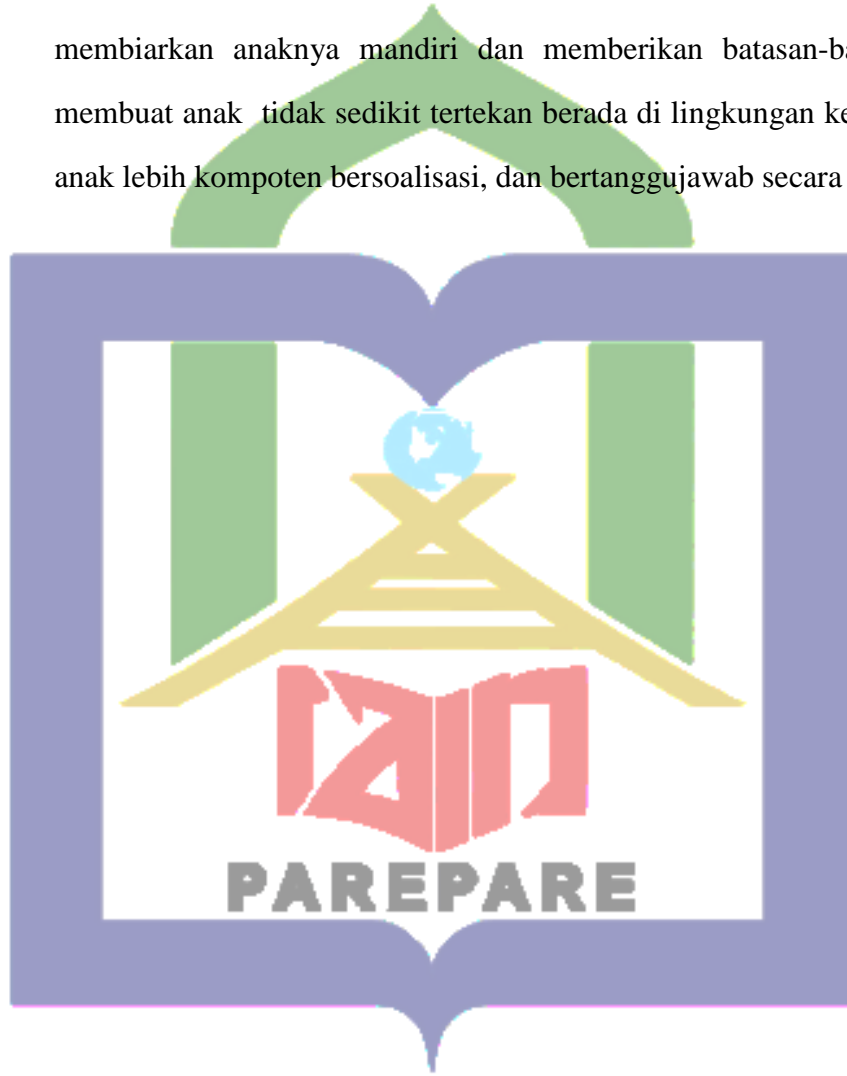 membiarkan anaknya mandiri dan memberikan batasan-ba
membuat anak tidak sedikit tertekan berada di lingkungan ke
anak lebih kompoten bersoalisasi, dan bertanggujawab secara
iain
PAREPARE